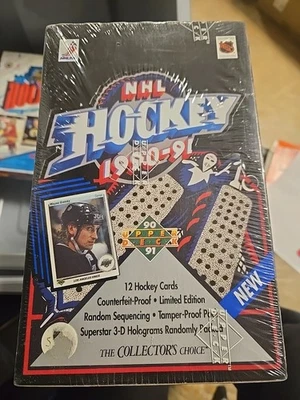 NHL
HOCKEY
1990-91
90
UPPER
DECK
91
NEW
12 Hockey Cards
Counterfeit-Proof • Limited Edition
Random Sequencing • Tamper-Proof
Superstar 3-D Holograms Randomly Packed
THE COLLECTOR'S CHOICE